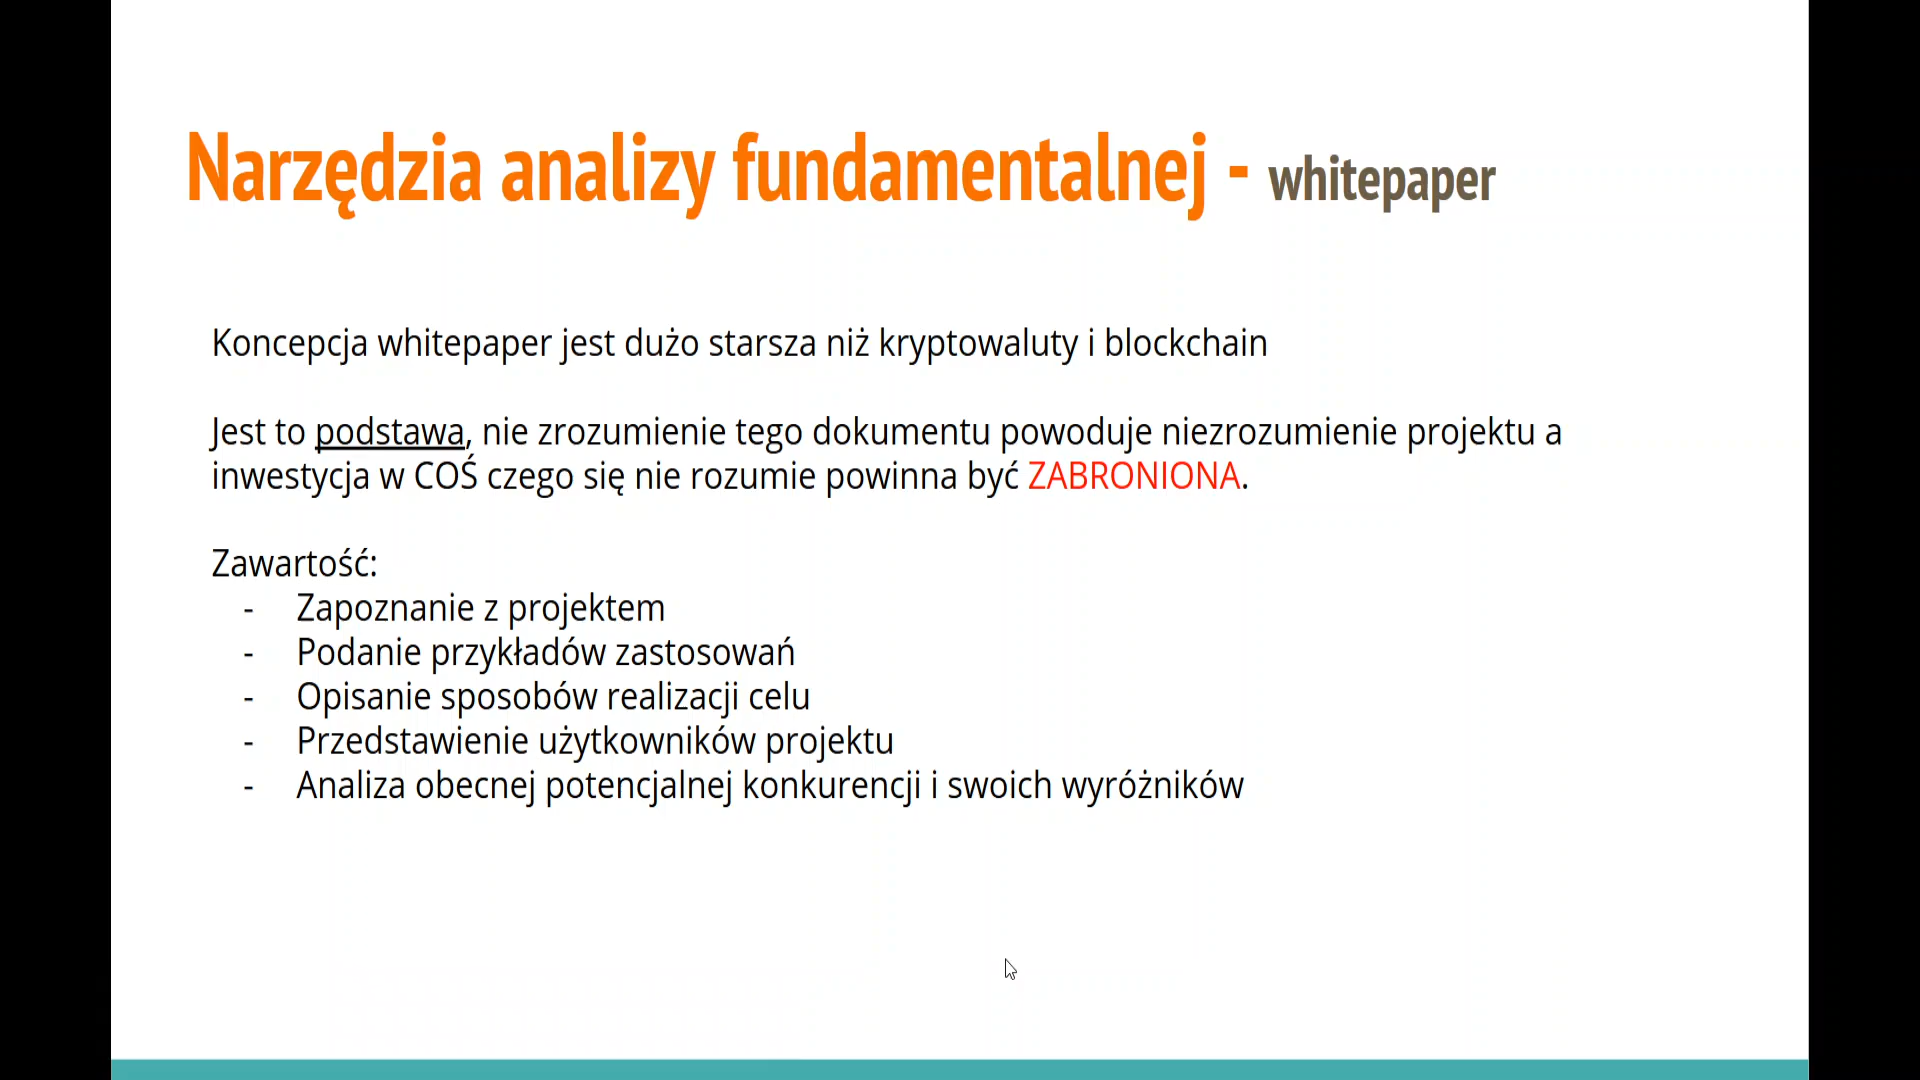 Narzędzia analizy fundamentalnej - whitepaper
Koncepcja whitepaper jest dużo starsza niż kryptowaluty i blockchain
Jest to podstawa, nie zrozumienie tego dokumentu powoduje niezrozumienie projektu a
inwestycja w COŚ czego się nie rozumie powinna być ZABRONIONA.
Zawartość:
- Zapoznanie z projektem
- Podanie przykładów zastosowań
- Opisanie sposobów realizacji celu
- Przedstawienie użytkowników projektu
- Analiza obecnej potencjalnej konkurencji i swoich wyróżników